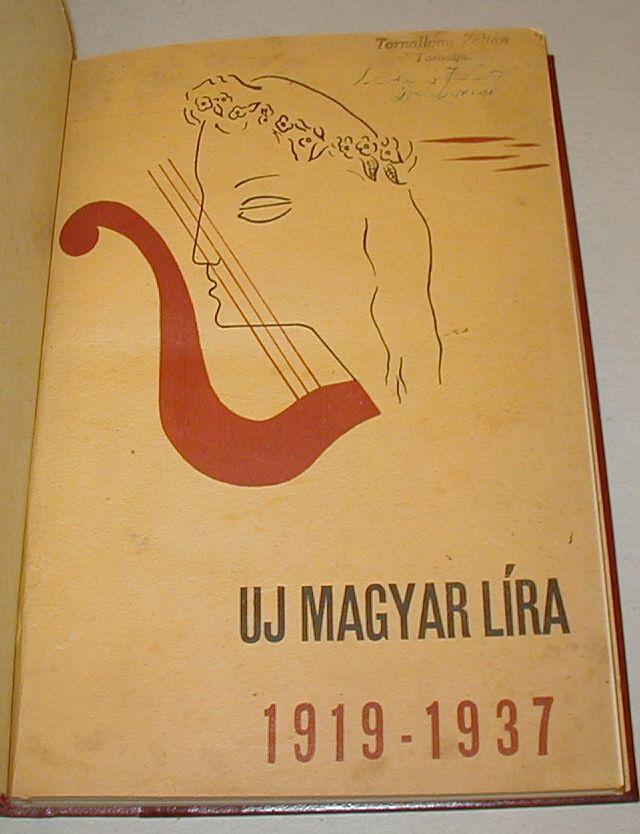 Tornallyay Zoltán
Tornalja.
UJ MAGYAR LÍRA
1919-1937